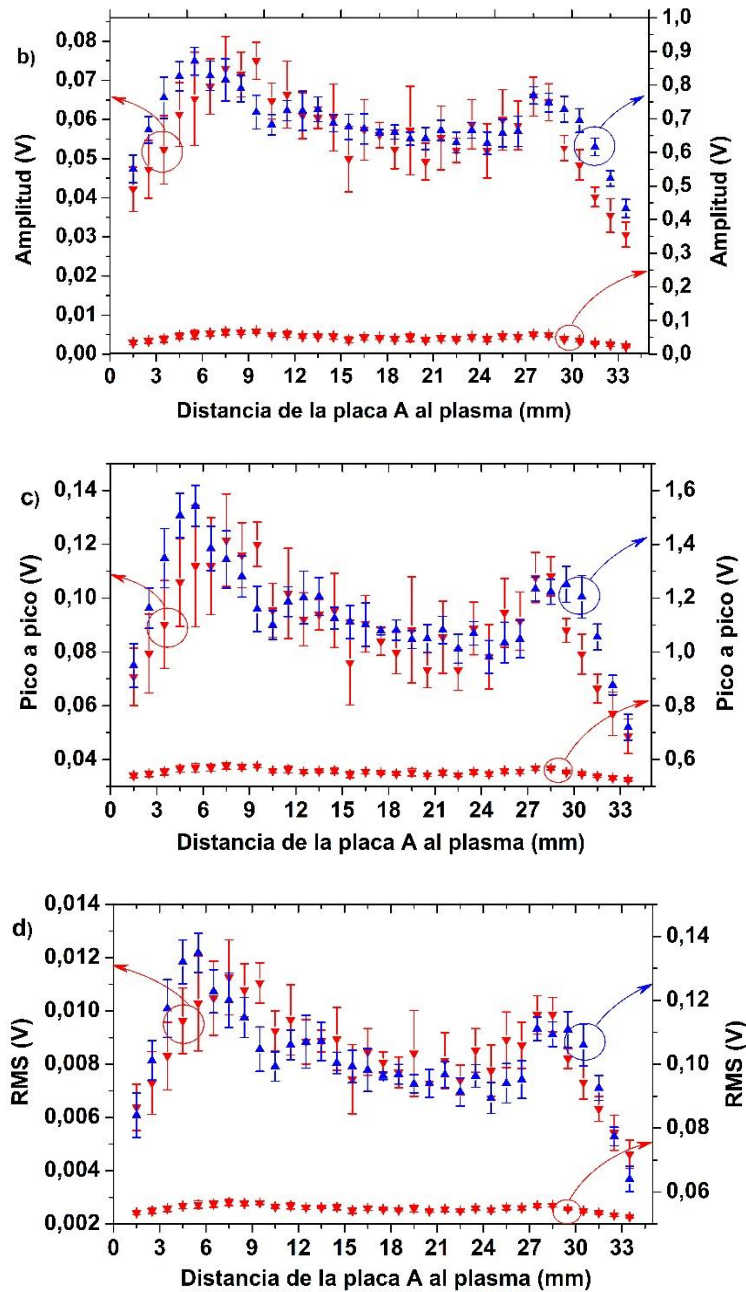 b)
Amplitud (V)
0,08
0,07
0,06
0,05
0,04
0,03
0,02
0,01
0,00
1,0
0,9
0,8
0,7
0,6
0,5
0,4
0,3
0,2
0,1
0,0
Amplitud (V)
0 3 6 9 12 15 18 21 24 27 30 33
Distancia de la placa A al plasma (mm)
c)
Pico a pico (V)
0,14
0,12
0,10
0,08
0,06
0,04
1,6
1,4
1,2
1,0
0,8
0,6
Pico a pico (V)
0 3 6 9 12 15 18 21 24 27 30 33
Distancia de la placa A al plasma (mm)
d)
RMS (V)
0,014
0,012
0,010
0,008
0,006
0,004
0,002
0,14
0,12
0,10
0,08
0,06
RMS (V)
0 3 6 9 12 15 18 21 24 27 30 33
Distancia de la placa A al plasma (mm)